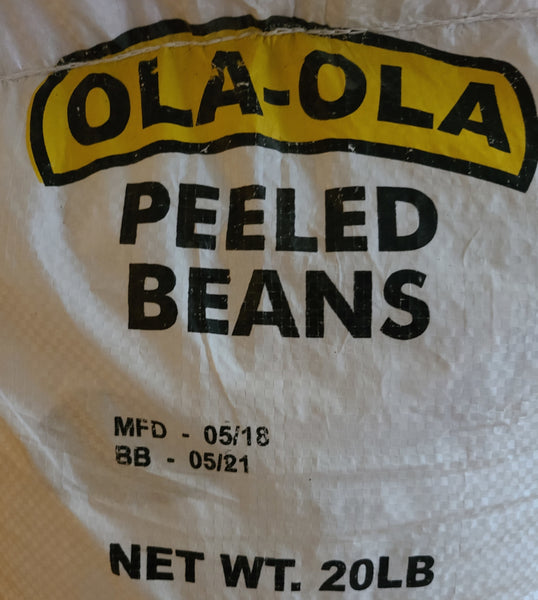 OLA-OLA
PEELED
BEANS
MFD - 05/18
BB - 05/21
NET WT. 20LB